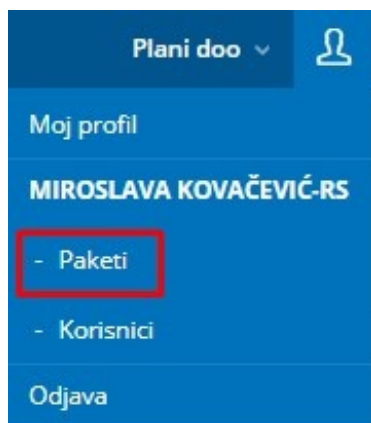 Plani doo
Moj profil
MIROSLAVA KOVAČEVIĆ-RS
- Paketi
- Korisnici
Odjava